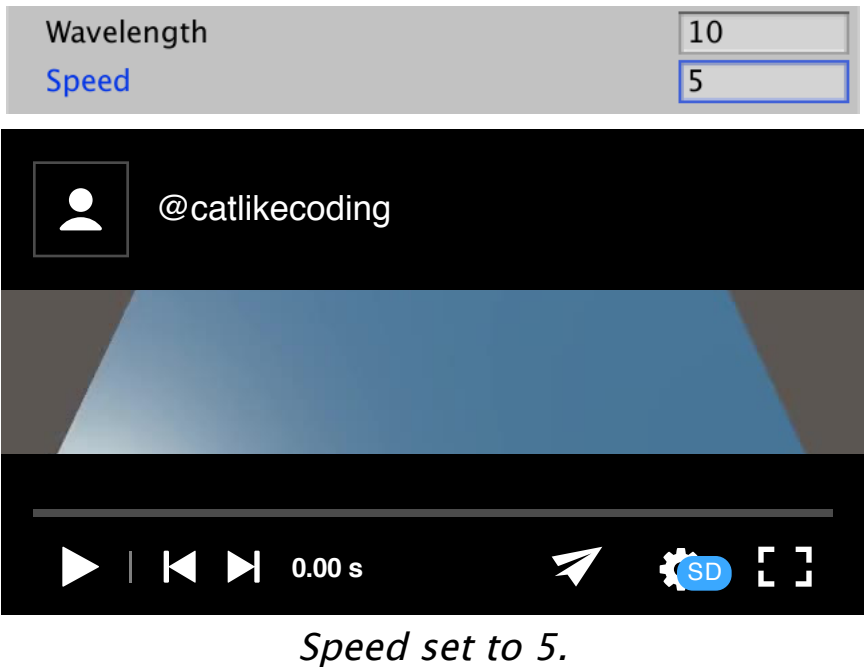 Wavelength 10
Speed 5
@catlikecoding
0.00 s
SD
Speed set to 5.